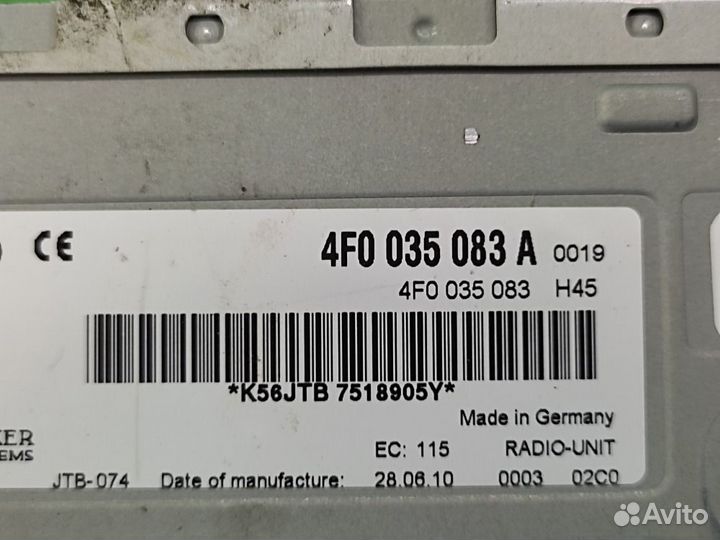 CE 4F0 035 083 A 0019
4F0 035 083 H45
*K56JTB 7518905Y*
Made in Germany
EC: 115 RADIO-UNIT
JTB-074 Date of manufacture: 28.06.10 0003 02C0
Avito